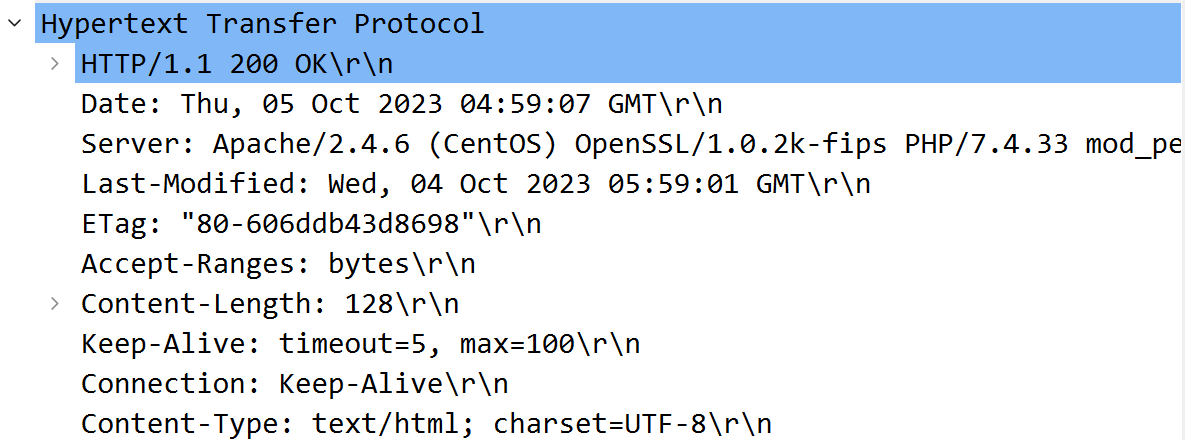 Hypertext Transfer Protocol
HTTP/1.1 200 OK\r\n
Date: Thu, 05 Oct 2023 04:59:07 GMT\r\n
Server: Apache/2.4.6 (CentOS) OpenSSL/1.0.2k-fips PHP/7.4.33 mod_pe
Last-Modified: Wed, 04 Oct 2023 05:59:01 GMT\r\n
ETag: "80-606ddb43d8698"\r\n
Accept-Ranges: bytes\r\n
Content-Length: 128\r\n
Keep-Alive: timeout=5, max=100\r\n
Connection: Keep-Alive\r\n
Content-Type: text/html; charset=UTF-8\r\n